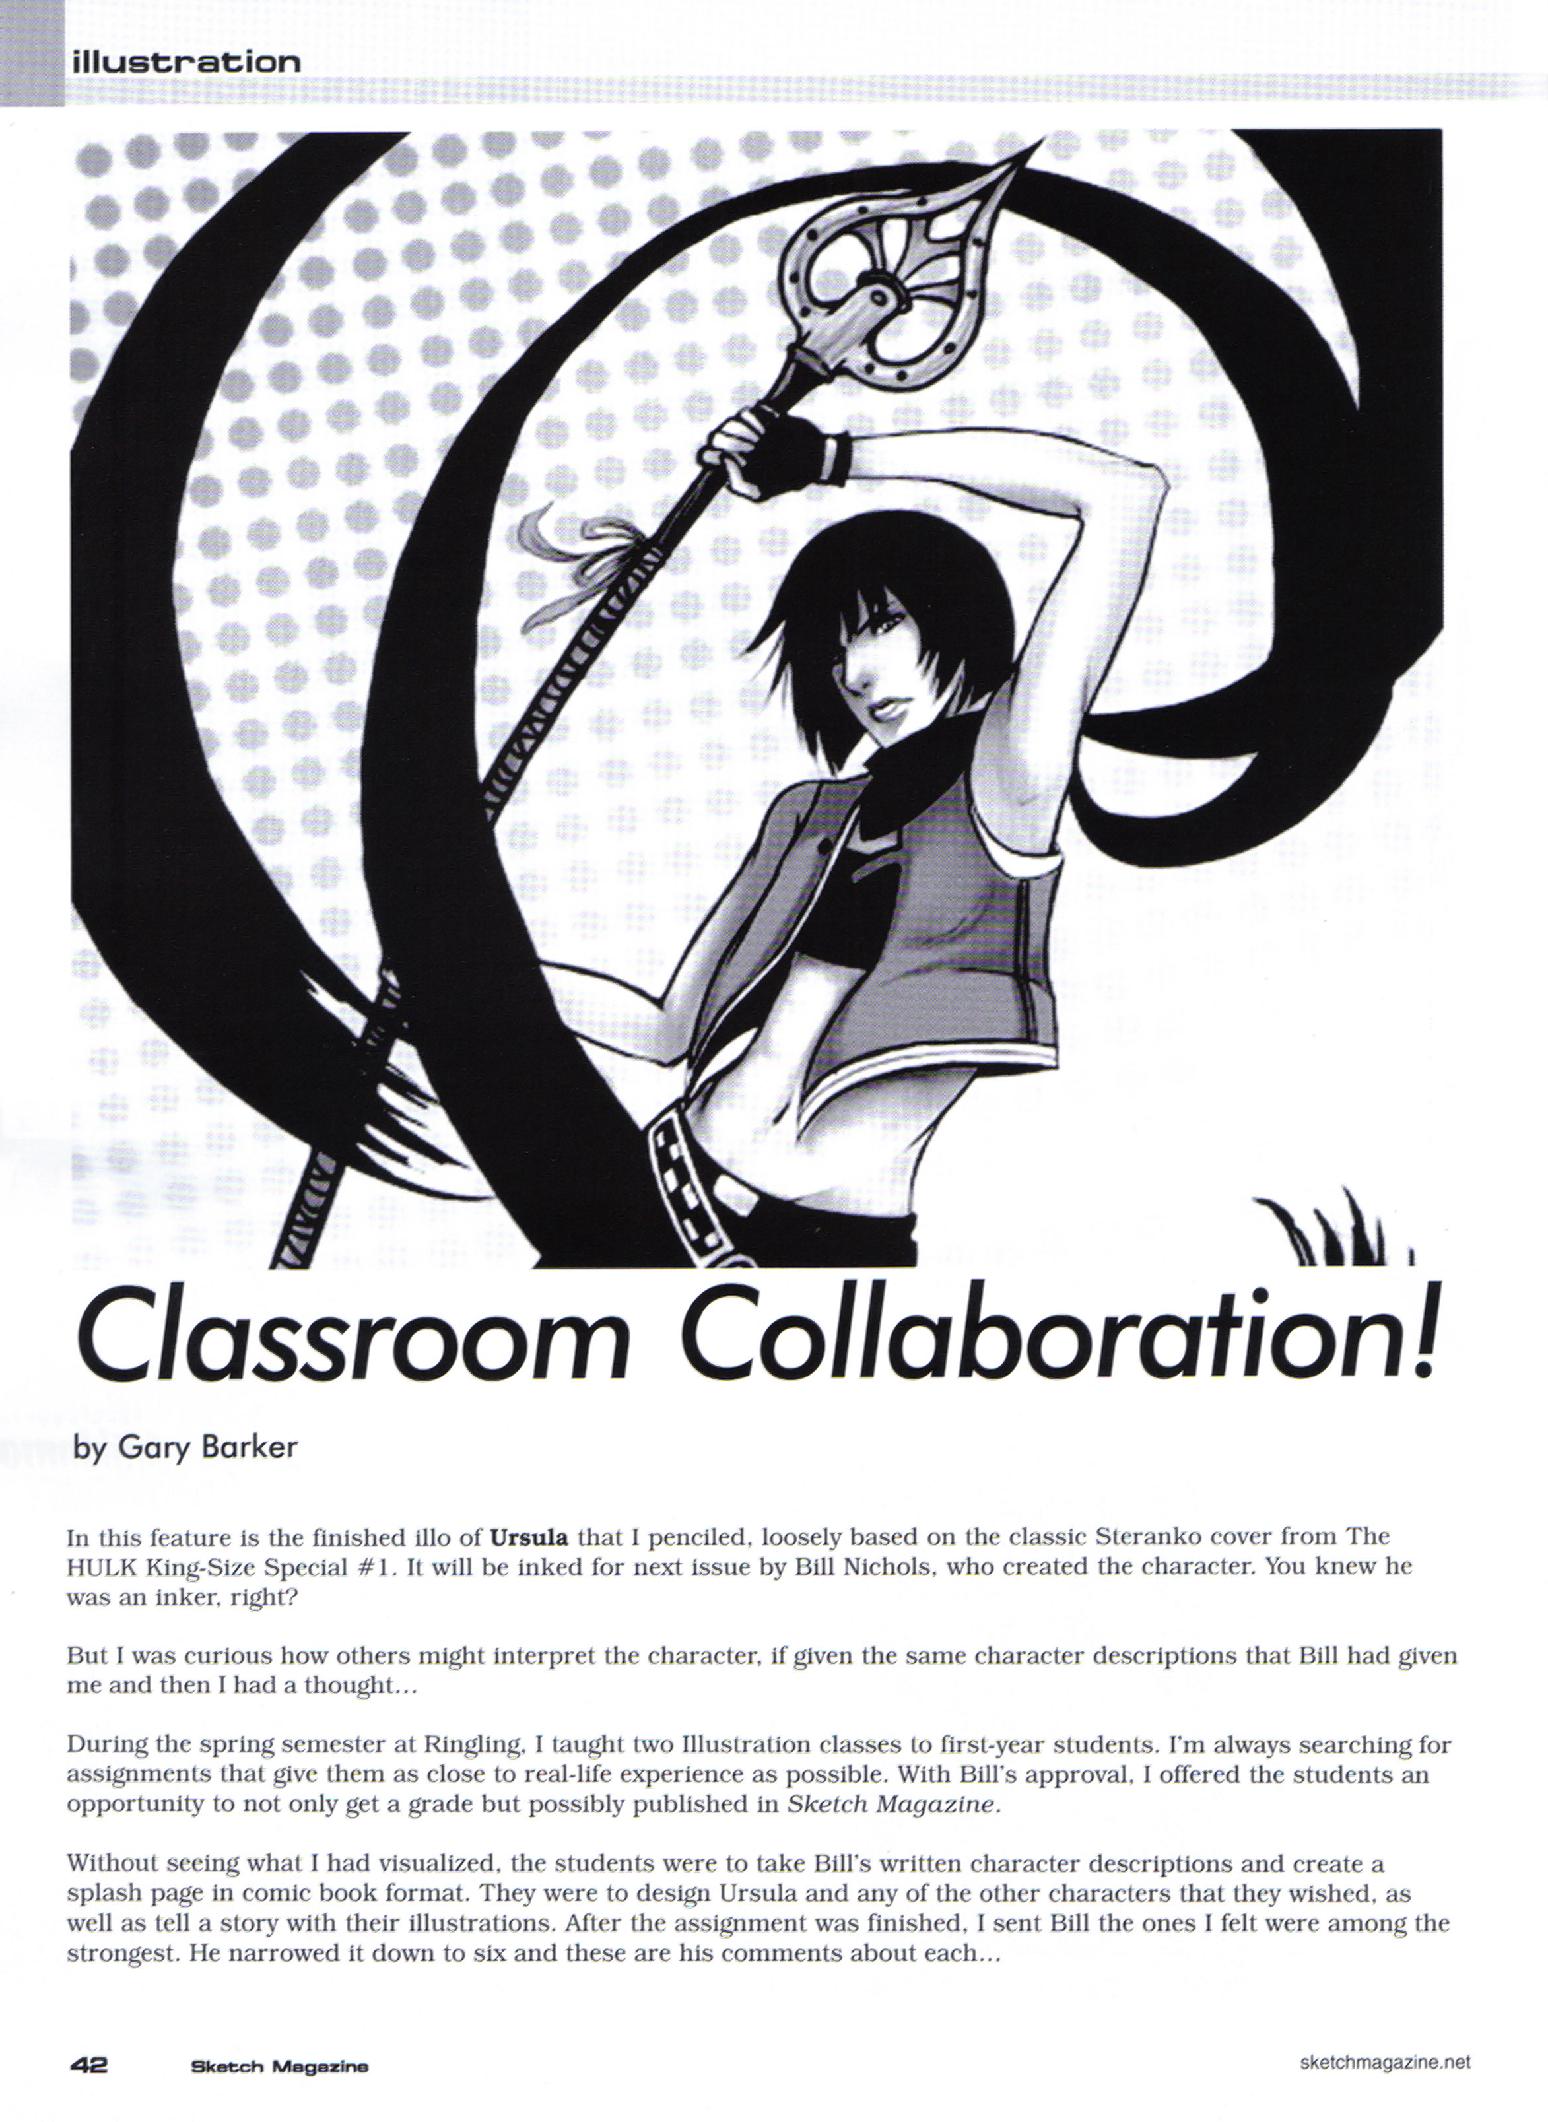 illustration
Classroom Collaboration!
by Gary Barker
In this feature is the finished illo of Ursula that I penciled, loosely based on the classic Steranko cover from The
HULK King-Size Special #1. It will be inked for next issue by Bill Nichols, who created the character. You knew he
was an inker, right?
But I was curious how others might interpret the character, if given the same character descriptions that Bill had given
me and then I had a thought...
During the spring semester at Ringling, I taught two Illustration classes to first-year students. I'm always searching for
assignments that give them as close to real-life experience as possible. With Bill's approval, I offered the students an
opportunity to not only get a grade but possibly published in Sketch Magazine.
Without seeing what I had visualized, the students were to take Bill's written character descriptions and create a
splash page in comic book format. They were to design Ursula and any of the other characters that they wished, as
well as tell a story with their illustrations. After the assignment was finished, I sent Bill the ones I felt were among the
strongest. He narrowed it down to six and these are his comments about each...
42 Sketch Magazine sketchmagazine.net